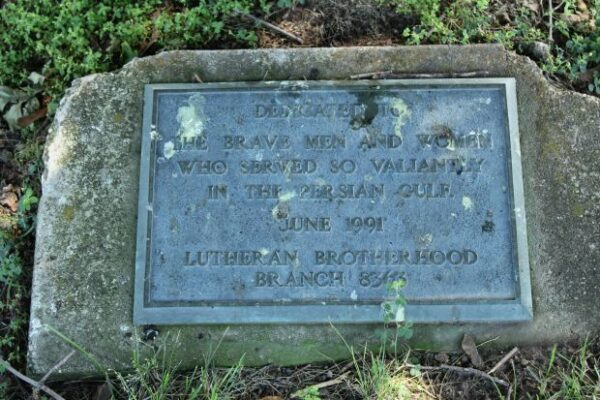 DEDICATED TO
THE BRAVE MEN AND WOMEN
WHO SERVED SO VALIANTLY
IN THE PERSIAN GULF
JUNE 1991
LUTHERAN BROTHERHOOD
BRANCH